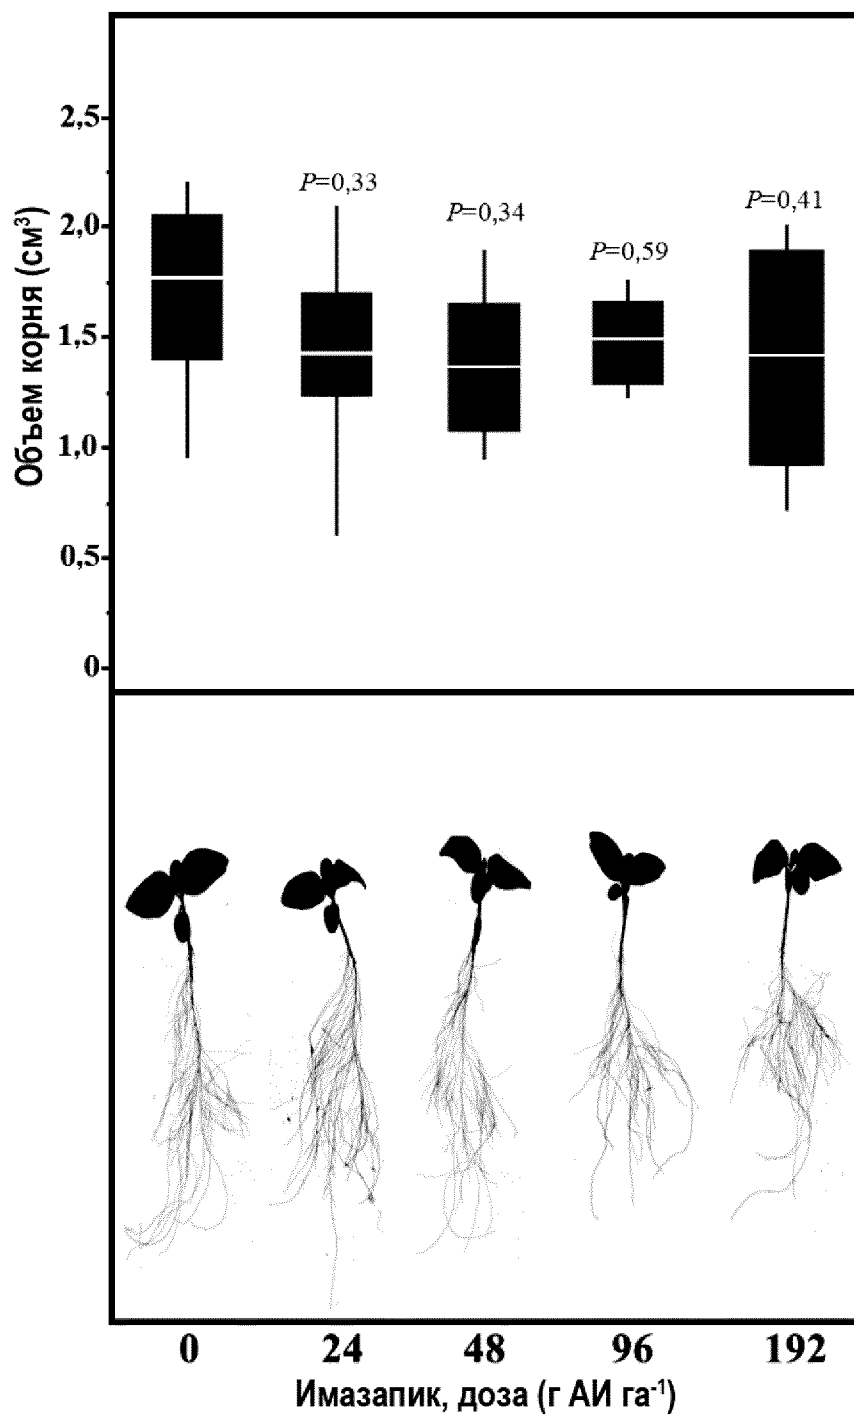 Объем корня (см³)
2,5
2,0
1,5
1,0
0,5
0
P=0,33
P=0,34
P=0,59
P=0,41
0 24 48 96 192
Имазапик, доза (г АИ га⁻¹)